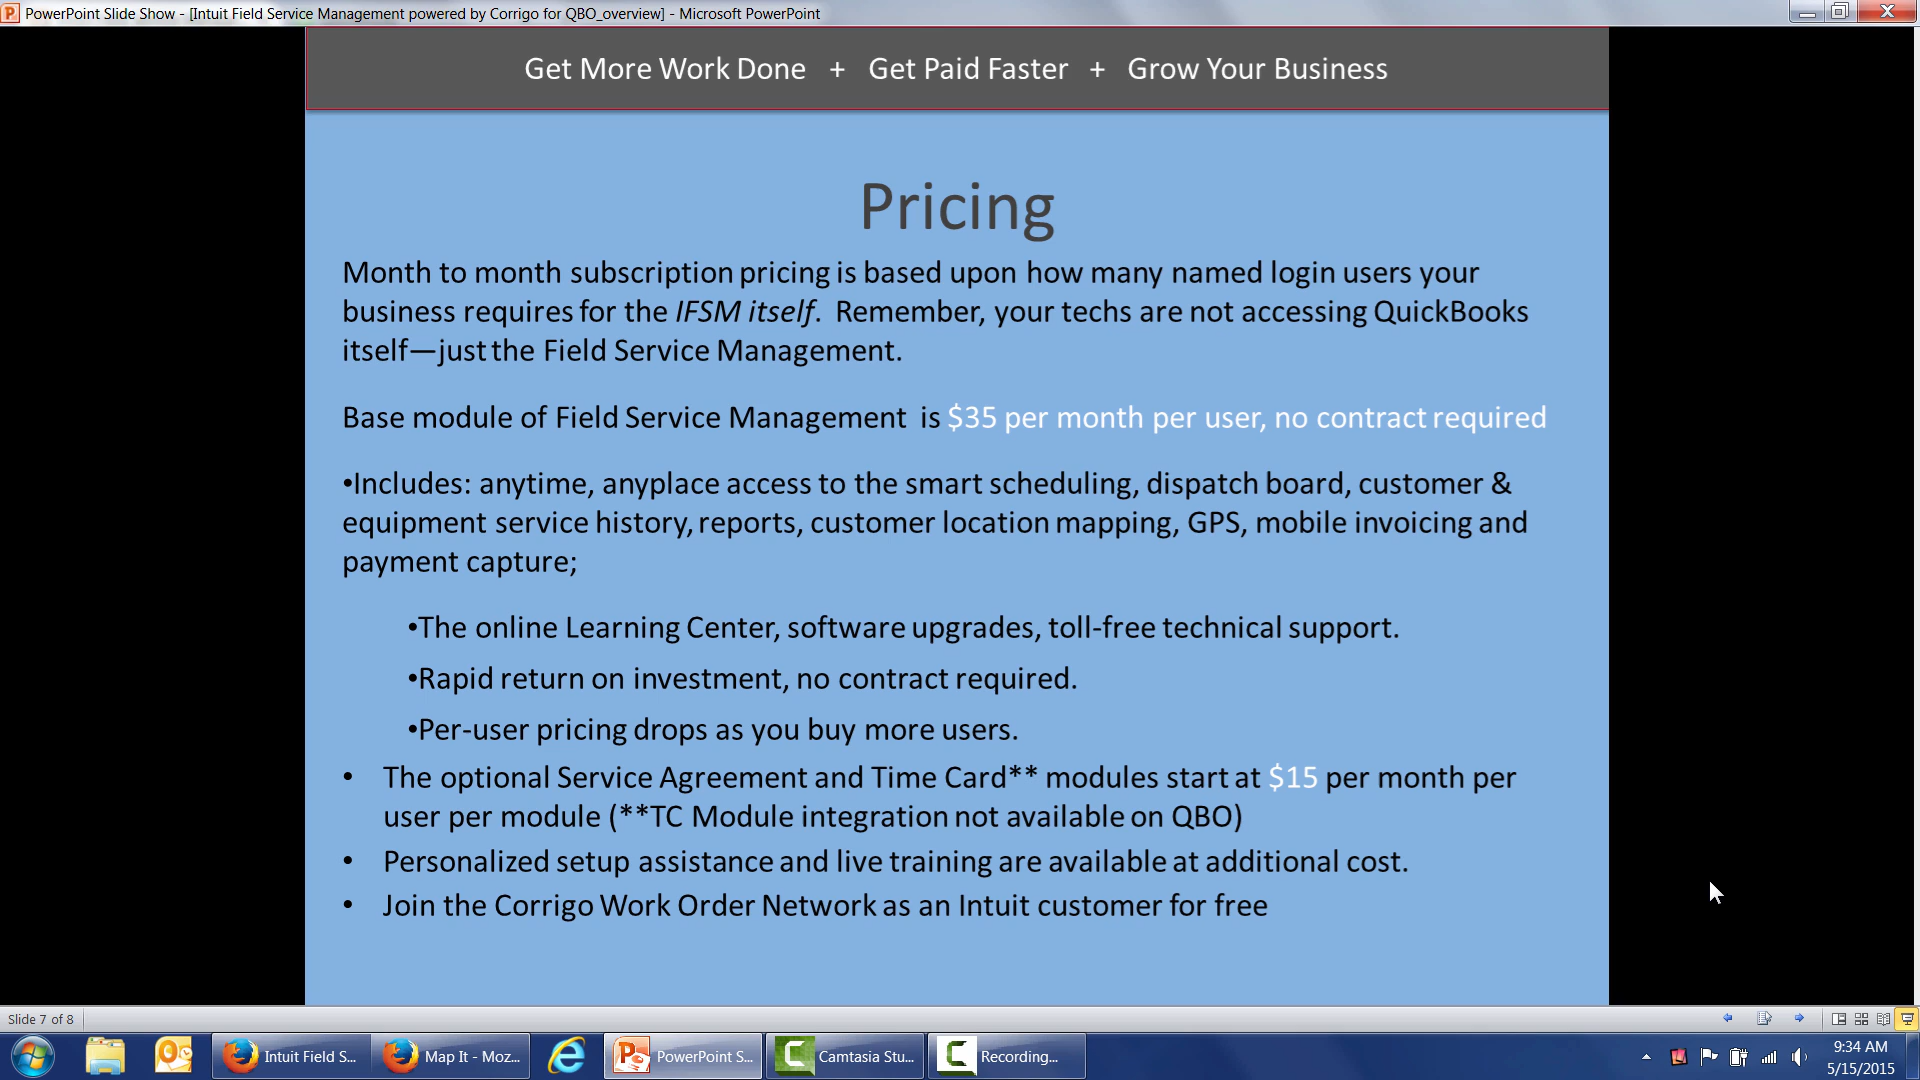 PowerPoint Slide Show - [Intuit Field Service Management powered by Corrigo for QBO_overview] - Microsoft PowerPoint
Get More Work Done + Get Paid Faster + Grow Your Business
Pricing
Month to month subscription pricing is based upon how many named login users your
business requires for the IFSM itself. Remember, your techs are not accessing QuickBooks
itself—just the Field Service Management.
Base module of Field Service Management is $35 per month per user, no contract required
•Includes: anytime, anyplace access to the smart scheduling, dispatch board, customer &
equipment service history, reports, customer location mapping, GPS, mobile invoicing and
payment capture;
•The online Learning Center, software upgrades, toll-free technical support.
•Rapid return on investment, no contract required.
•Per-user pricing drops as you buy more users.
• The optional Service Agreement and Time Card** modules start at $15 per month per
user per module (**TC Module integration not available on QBO)
• Personalized setup assistance and live training are available at additional cost.
• Join the Corrigo Work Order Network as an Intuit customer for free
Slide 7 of 8
Intuit Field S...
Map It - Moz...
PowerPoint S...
Camtasia Stu...
Recording...
9:34 AM
5/15/2015